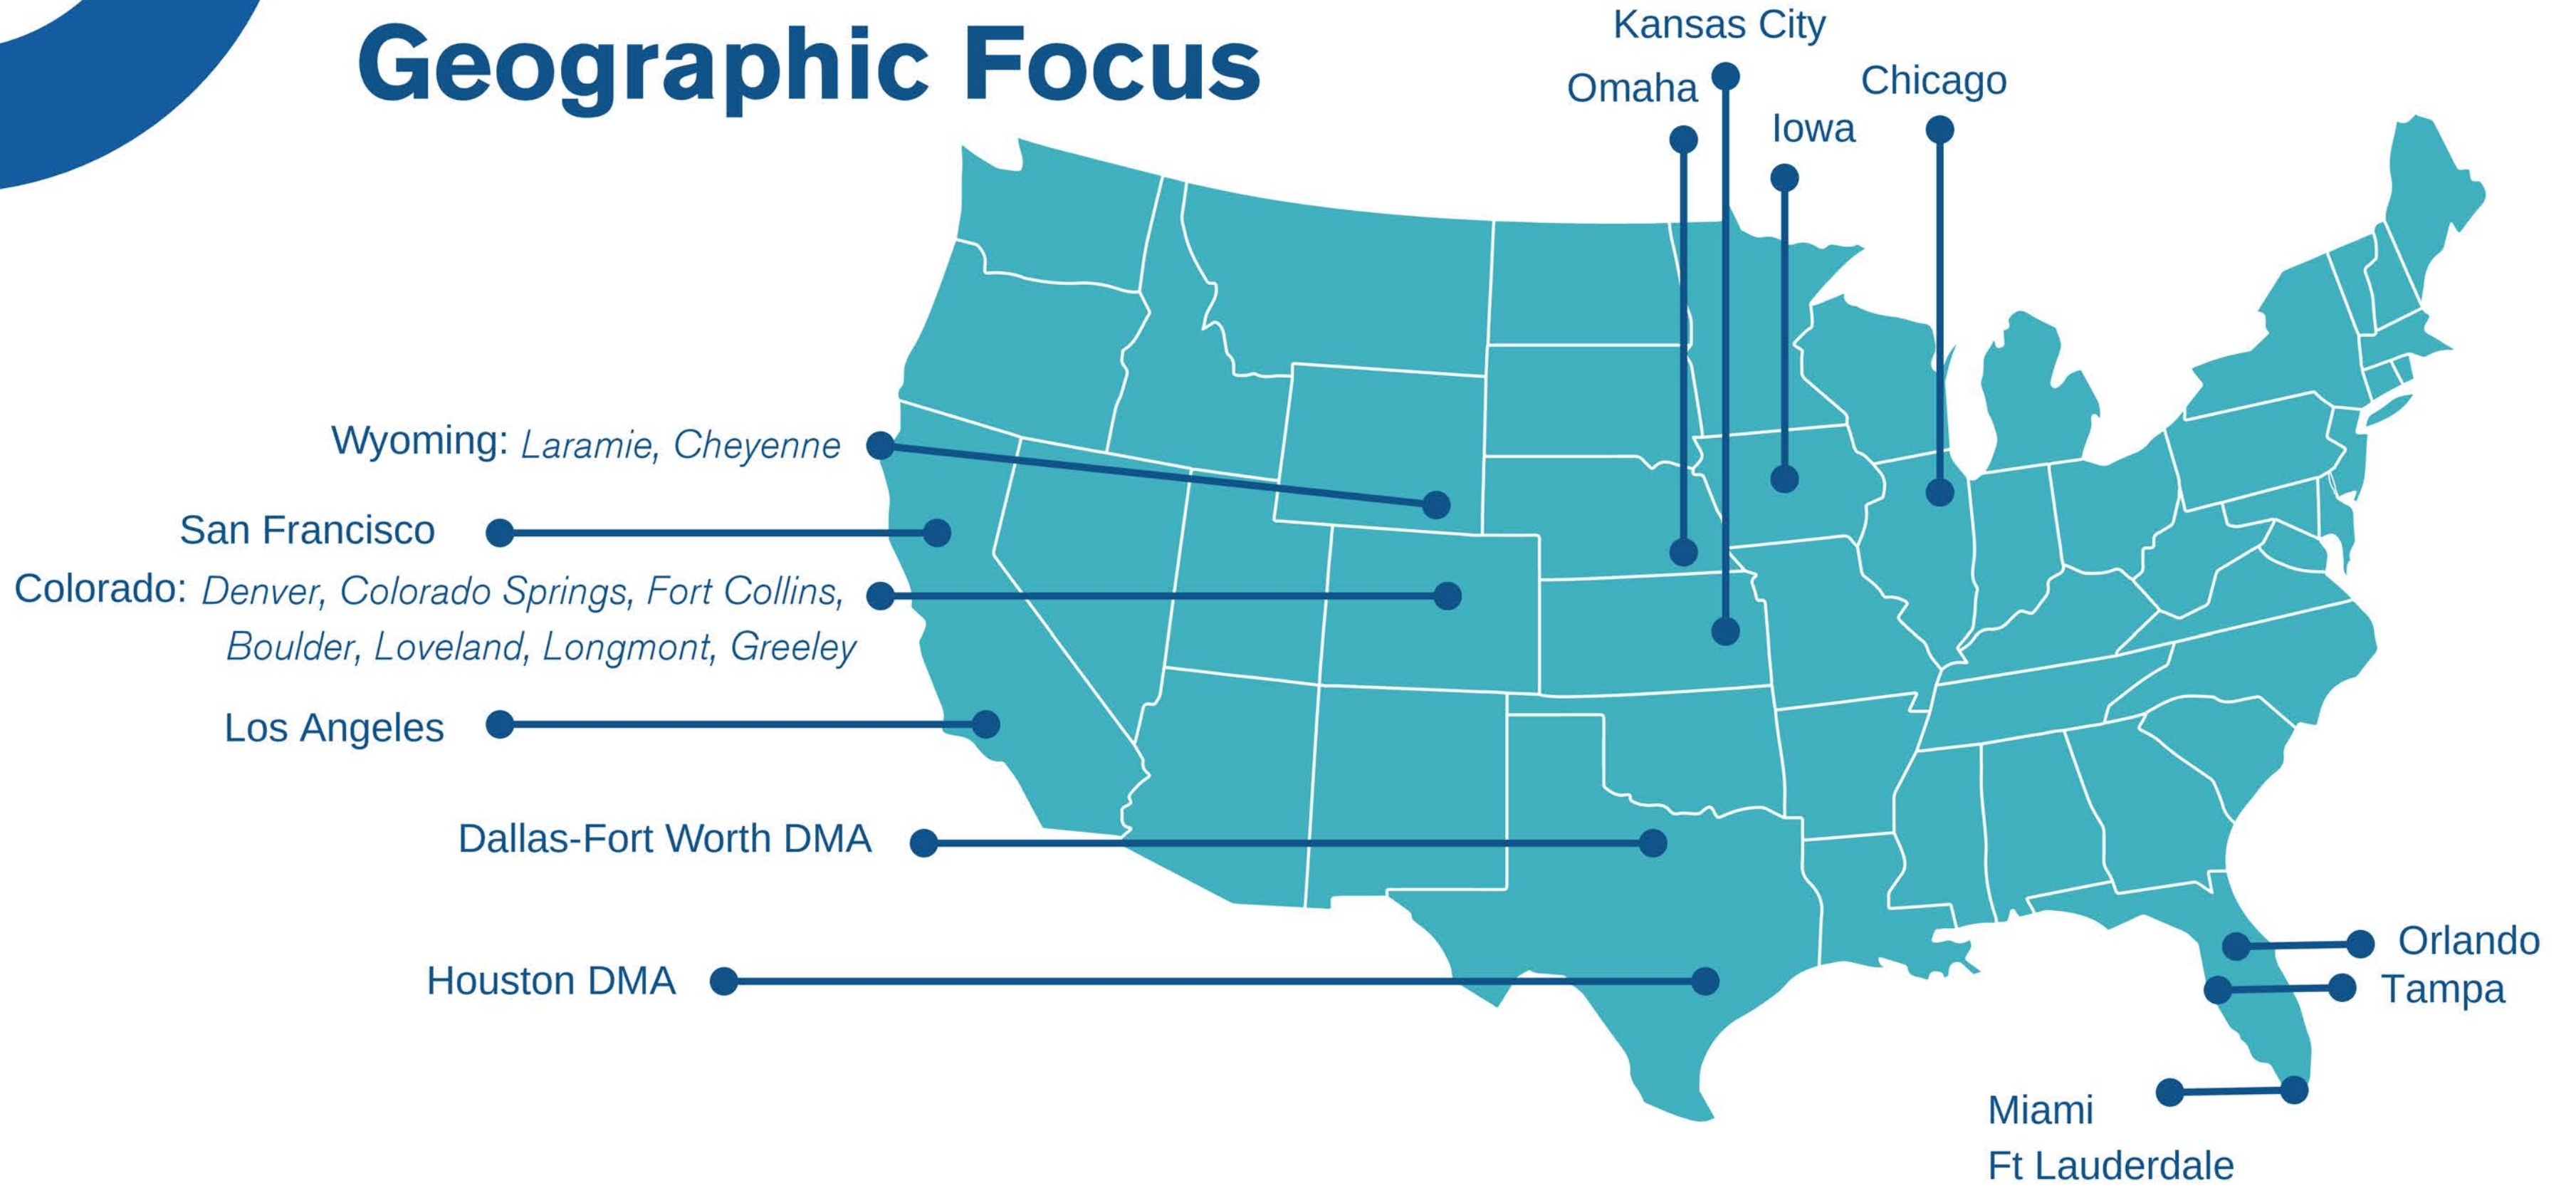 Geographic Focus
Kansas City
Omaha
Chicago
Iowa
Wyoming: Laramie, Cheyenne
San Francisco
Colorado: Denver, Colorado Springs, Fort Collins,
Boulder, Loveland, Longmont, Greeley
Los Angeles
Dallas-Fort Worth DMA
Houston DMA
Orlando
Tampa
Miami
Ft Lauderdale